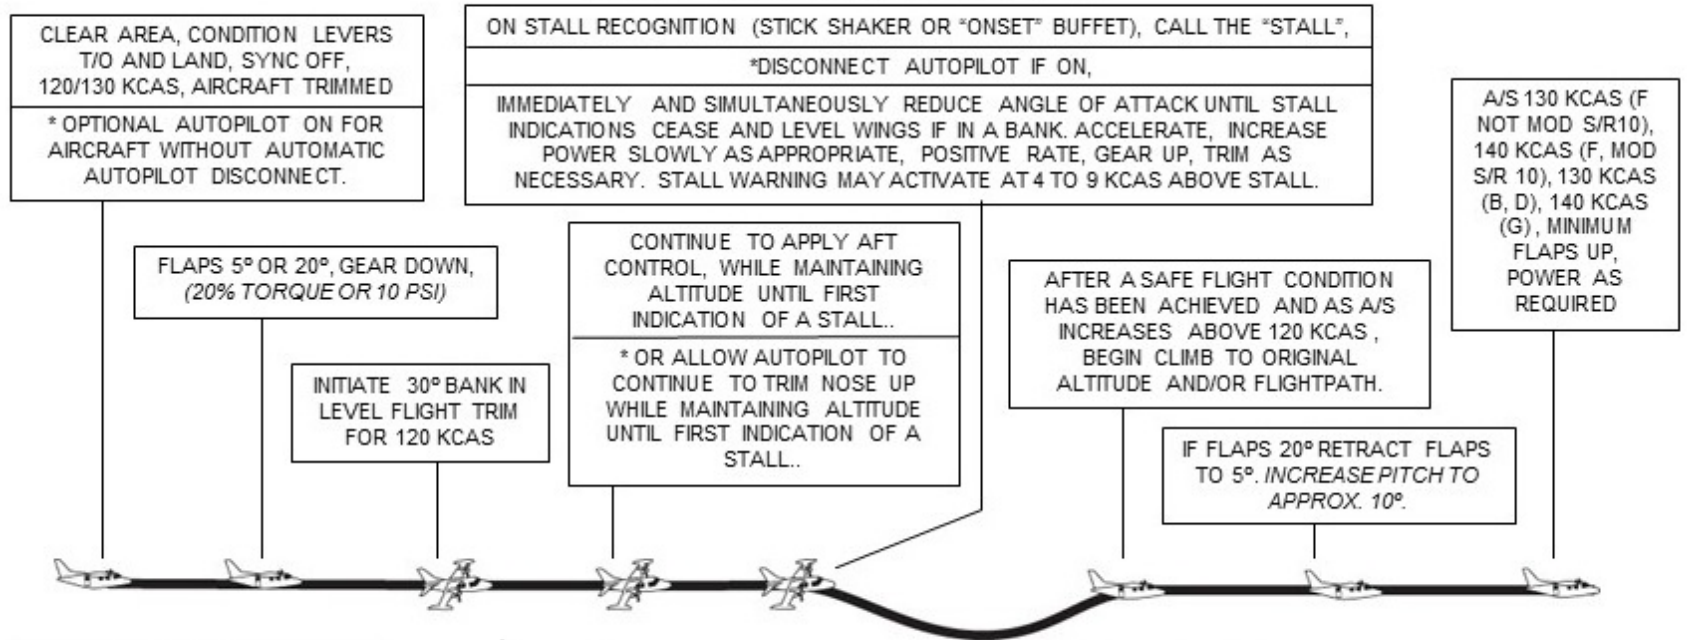 CLEAR AREA, CONDITION LEVERS
T/O AND LAND, SYNC OFF,
120/130 KCAS, AIRCRAFT TRIMMED
* OPTIONAL AUTOPILOT ON FOR
AIRCRAFT WITHOUT AUTOMATIC
AUTOPILOT DISCONNECT.
FLAPS 5º OR 20º, GEAR DOWN,
(20% TORQUE OR 10 PSI)
INITIATE 30º BANK IN
LEVEL FLIGHT TRIM
FOR 120 KCAS
CONTINUE TO APPLY AFT
CONTROL, WHILE MAINTAINING
ALTITUDE UNTIL FIRST
INDICATION OF A STALL..
* OR ALLOW AUTOPILOT TO
CONTINUE TO TRIM NOSE UP
WHILE MAINTAINING ALTITUDE
UNTIL FIRST INDICATION OF A
STALL..
ON STALL RECOGNITION (STICK SHAKER OR “ONSET” BUFFET), CALL THE “STALL”,
*DISCONNECT AUTOPILOT IF ON,
IMMEDIATELY AND SIMULTANEOUSLY REDUCE ANGLE OF ATTACK UNTIL STALL
INDICATIONS CEASE AND LEVEL WINGS IF IN A BANK. ACCELERATE, INCREASE
POWER SLOWLY AS APPROPRIATE, POSITIVE RATE, GEAR UP, TRIM AS
NECESSARY. STALL WARNING MAY ACTIVATE AT 4 TO 9 KCAS ABOVE STALL.
AFTER A SAFE FLIGHT CONDITION
HAS BEEN ACHIEVED AND AS A/S
INCREASES ABOVE 120 KCAS ,
BEGIN CLIMB TO ORIGINAL
ALTITUDE AND/OR FLIGHTPATH.
IF FLAPS 20º RETRACT FLAPS
TO 5º. INCREASE PITCH TO
APPROX. 10º.
A/S 130 KCAS (F
NOT MOD S/R10),
140 KCAS (F, MOD
S/R 10), 130 KCAS
(B, D), 140 KCAS
(G) , MINIMUM
FLAPS UP,
POWER AS
REQUIRED